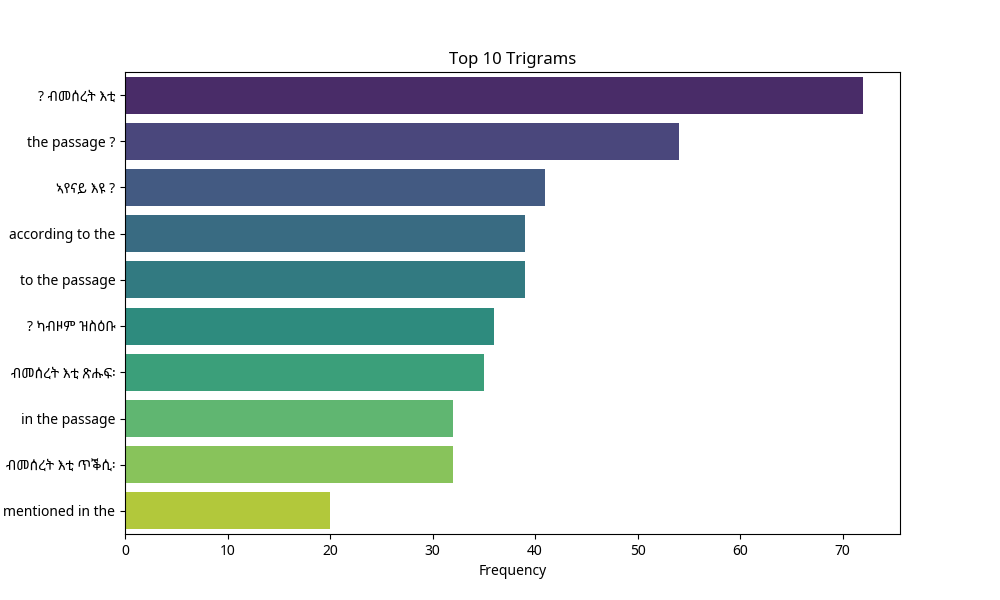 Top 10 Trigrams
? ብመሰረት እቲ
the passage ?
ኣየናይ እዩ ?
according to the
to the passage
? ካብዞም ዝስዕቡ
ብመሰረት እቲ ጽሑፍ፡
in the passage
ብመሰረት እቲ ጥቕሲ፡
mentioned in the
0 10 20 30 40 50 60 70
Frequency